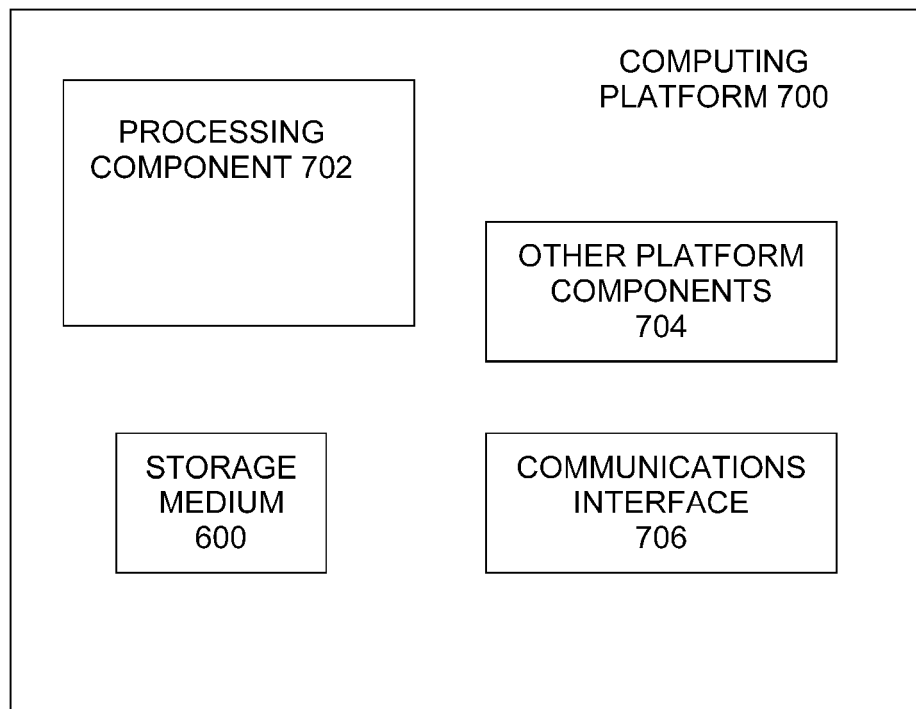 COMPUTING
PLATFORM 700
PROCESSING
COMPONENT 702
OTHER PLATFORM
COMPONENTS
704
STORAGE
MEDIUM
600
COMMUNICATIONS
INTERFACE
706